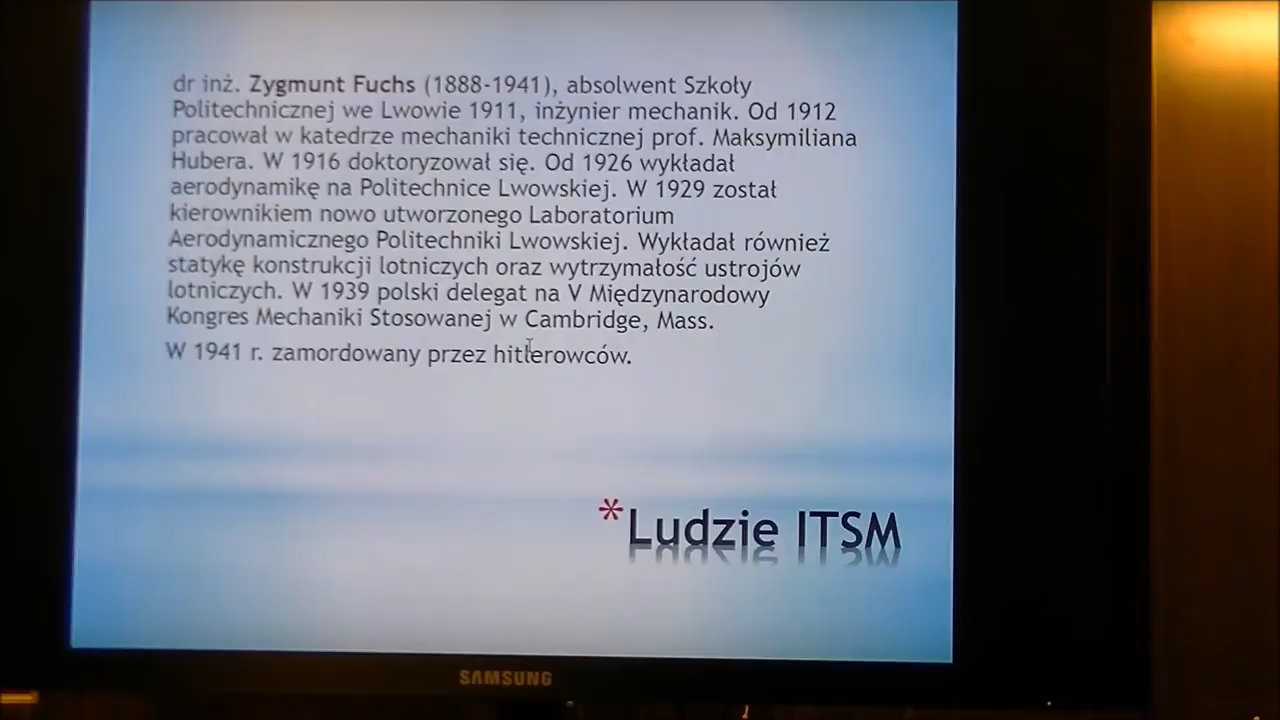 dr inż. Zygmunt Fuchs (1888-1941), absolwent Szkoły
Politechnicznej we Lwowie 1911, inżynier mechanik. Od 1912
pracował w katedrze mechaniki technicznej prof. Maksymiliana
Hubera. W 1916 doktoryzował się. Od 1926 wykładał
aerodynamikę na Politechnice Lwowskiej. W 1929 został
kierownikiem nowo utworzonego Laboratorium
Aerodynamicznego Politechniki Lwowskiej. Wykładał również
statykę konstrukcji lotniczych oraz wytrzymałość ustrojów
lotniczych. W 1939 polski delegat na V Międzynarodowy
Kongres Mechaniki Stosowanej w Cambridge, Mass.
W 1941 r. zamordowany przez hitlerowców.
*Ludzie ITSM
SAMSUNG